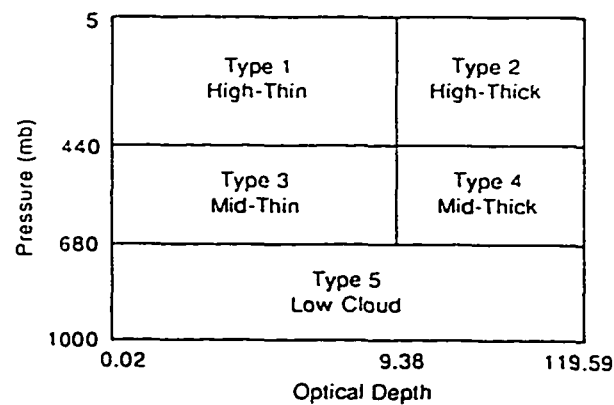 5
Type 1
High-Thin
Type 2
High-Thick
440
Type 3
Mid-Thin
Type 4
Mid-Thick
680
Type 5
Low Cloud
1000
0.02
9.38
119.59
Pressure (mb)
Optical Depth